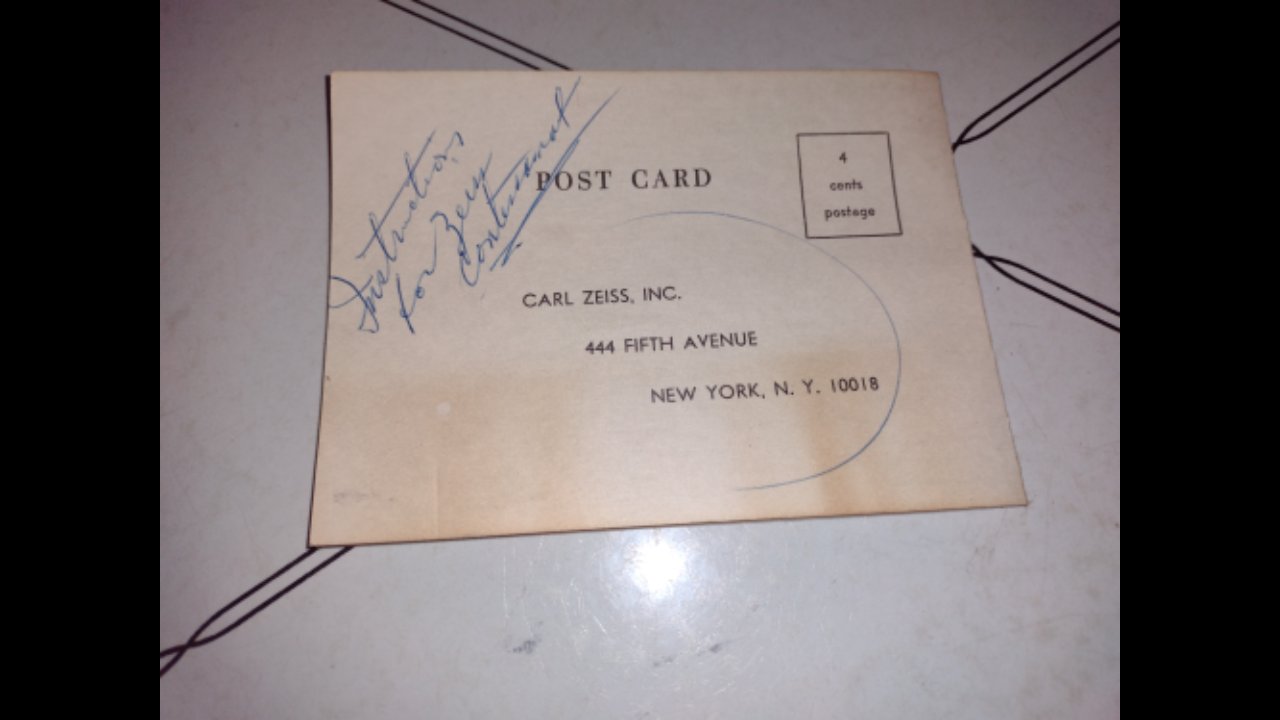 Instructions
for Zeiss
Contessamat
POST CARD
4
cents
postage
CARL ZEISS, INC.
444 FIFTH AVENUE
NEW YORK, N. Y. 10018